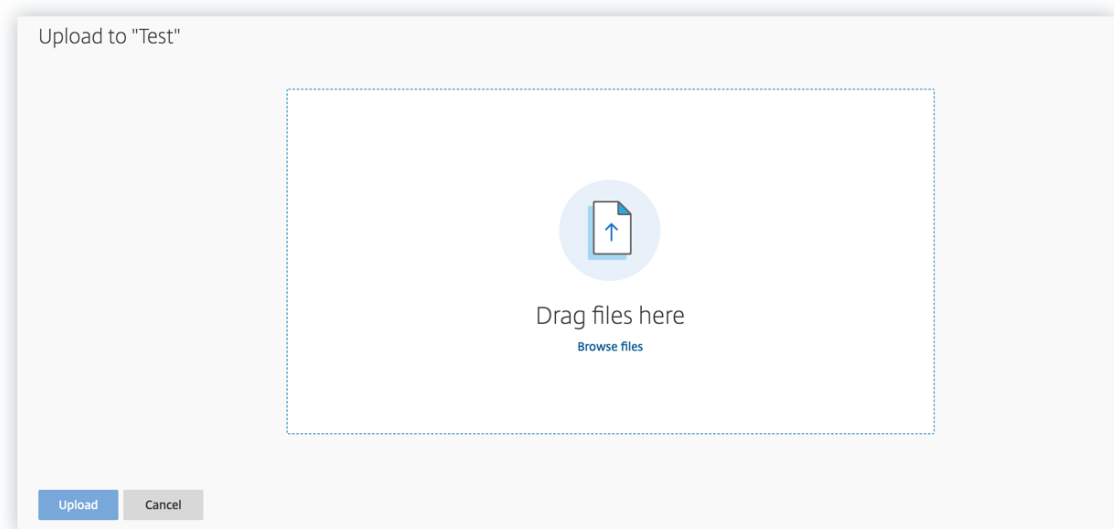 Upload to "Test"
Drag files here
Browse files
Upload
Cancel